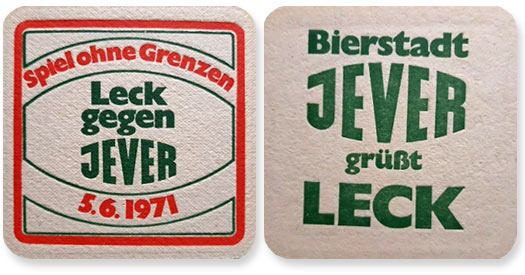 Spiel ohne Grenzen
Leck
gegen
JEVER
5.6.1971
Bierstadt
JEVER
grüßt
LECK